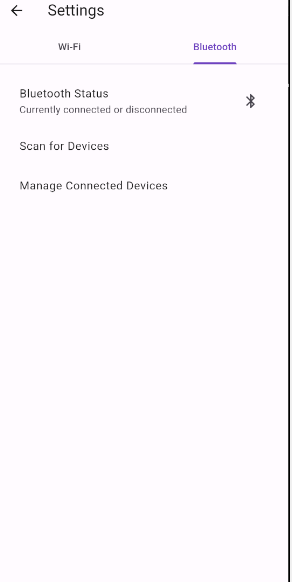 Settings
Wi-Fi
Bluetooth
Bluetooth Status
Currently connected or disconnected
Scan for Devices
Manage Connected Devices